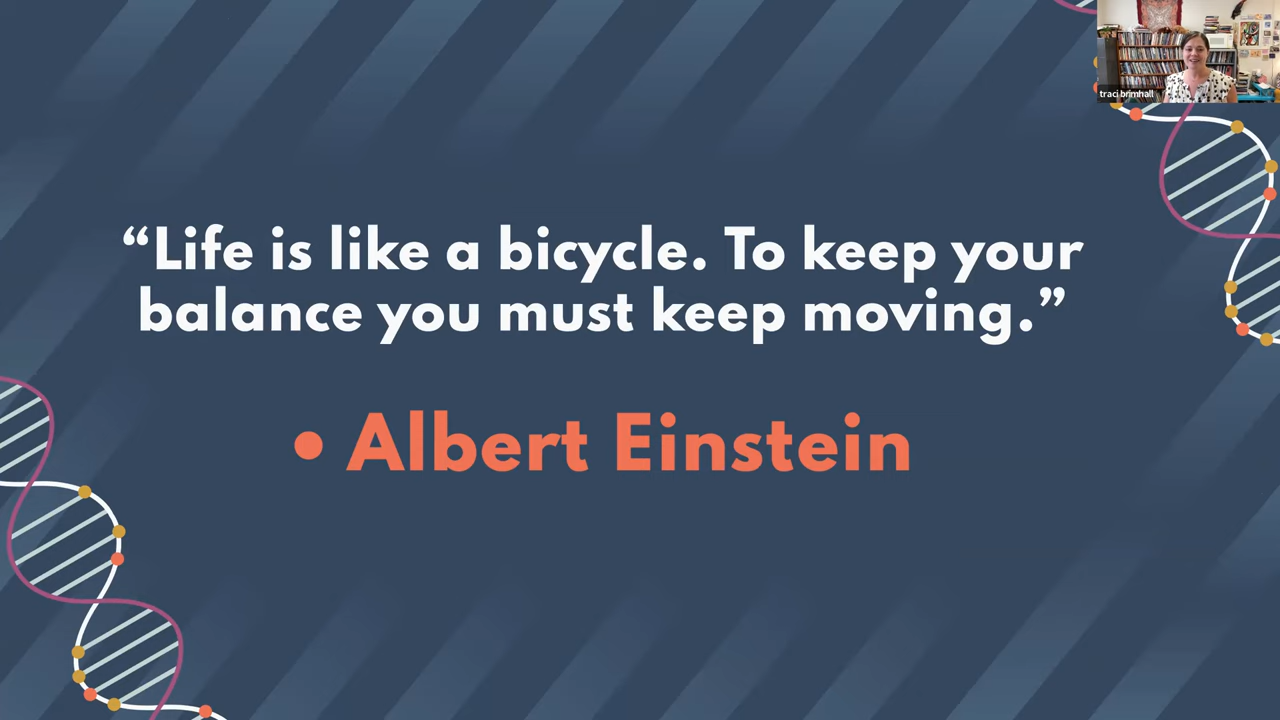 traci brimhall
“Life is like a bicycle. To keep your
balance you must keep moving.”
• Albert Einstein